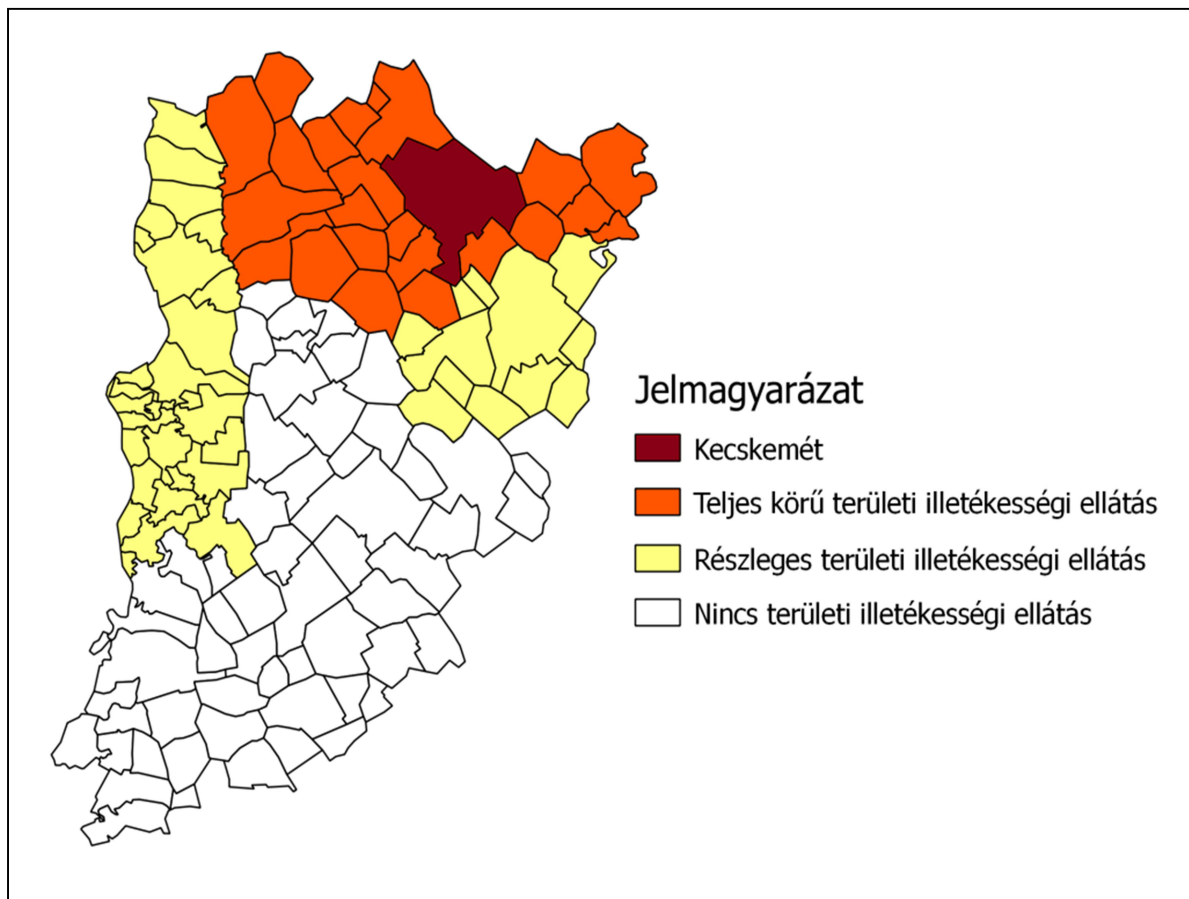 Jelmagyarázat
Kecskemét
Teljes körű területi illetékességi ellátás
Részleges területi illetékességi ellátás
Nincs területi illetékességi ellátás